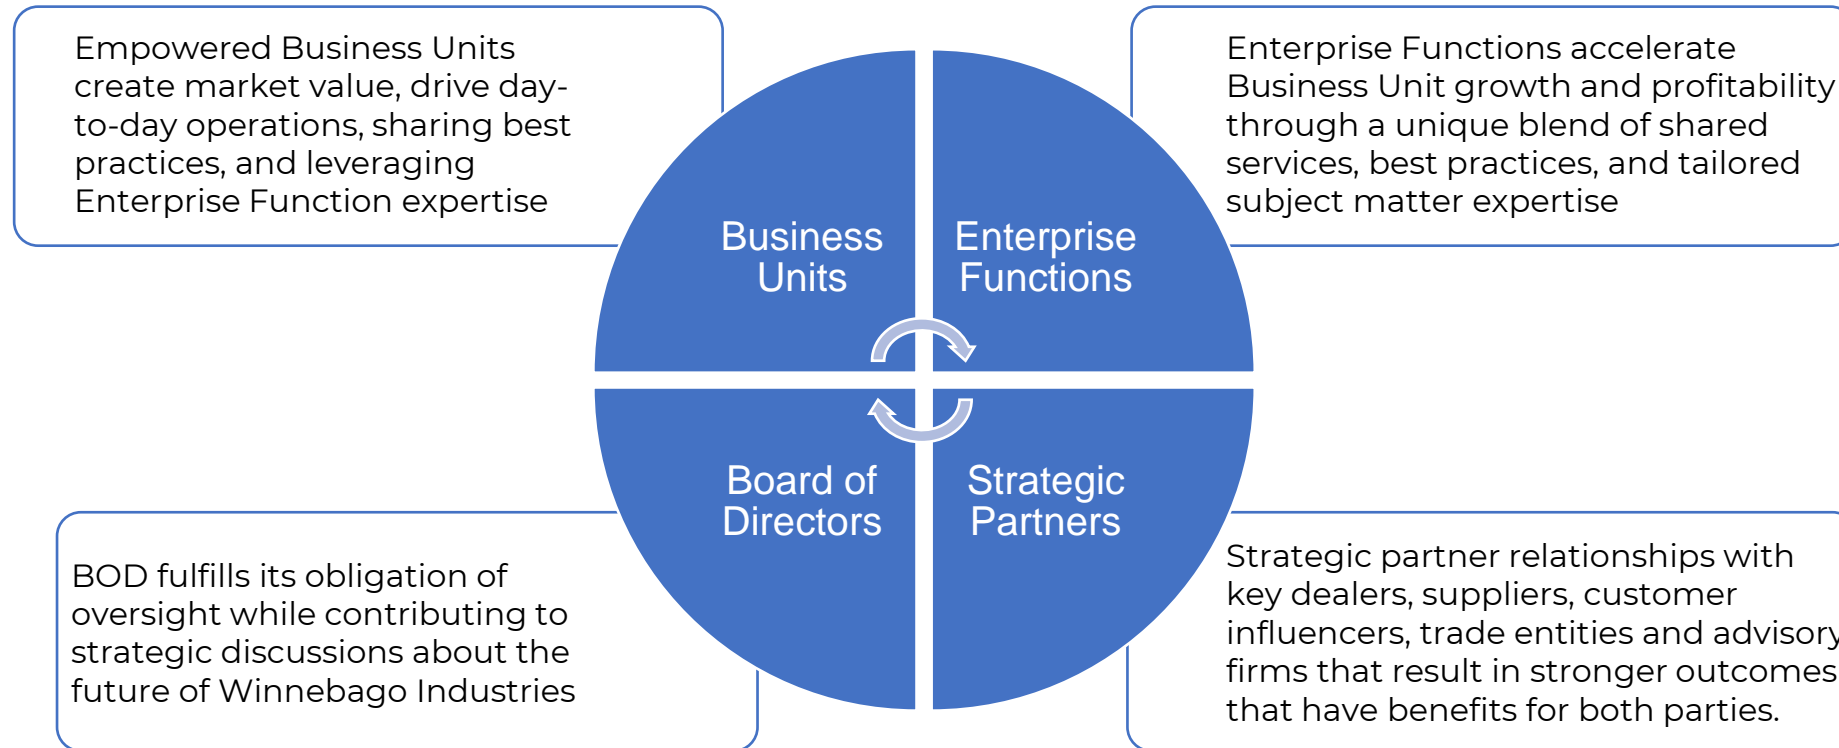 Empowered Business Units
create market value, drive day-
to-day operations, sharing best
practices, and leveraging
Enterprise Function expertise
Enterprise Functions accelerate
Business Unit growth and profitability
through a unique blend of shared
services, best practices, and tailored
subject matter expertise
Business
Units
Enterprise
Functions
Board of
Directors
Strategic
Partners
BOD fulfills its obligation of
oversight while contributing to
strategic discussions about the
future of Winnebago Industries
Strategic partner relationships with
key dealers, suppliers, customer
influencers, trade entities and advisory
firms that result in stronger outcomes
that have benefits for both parties.